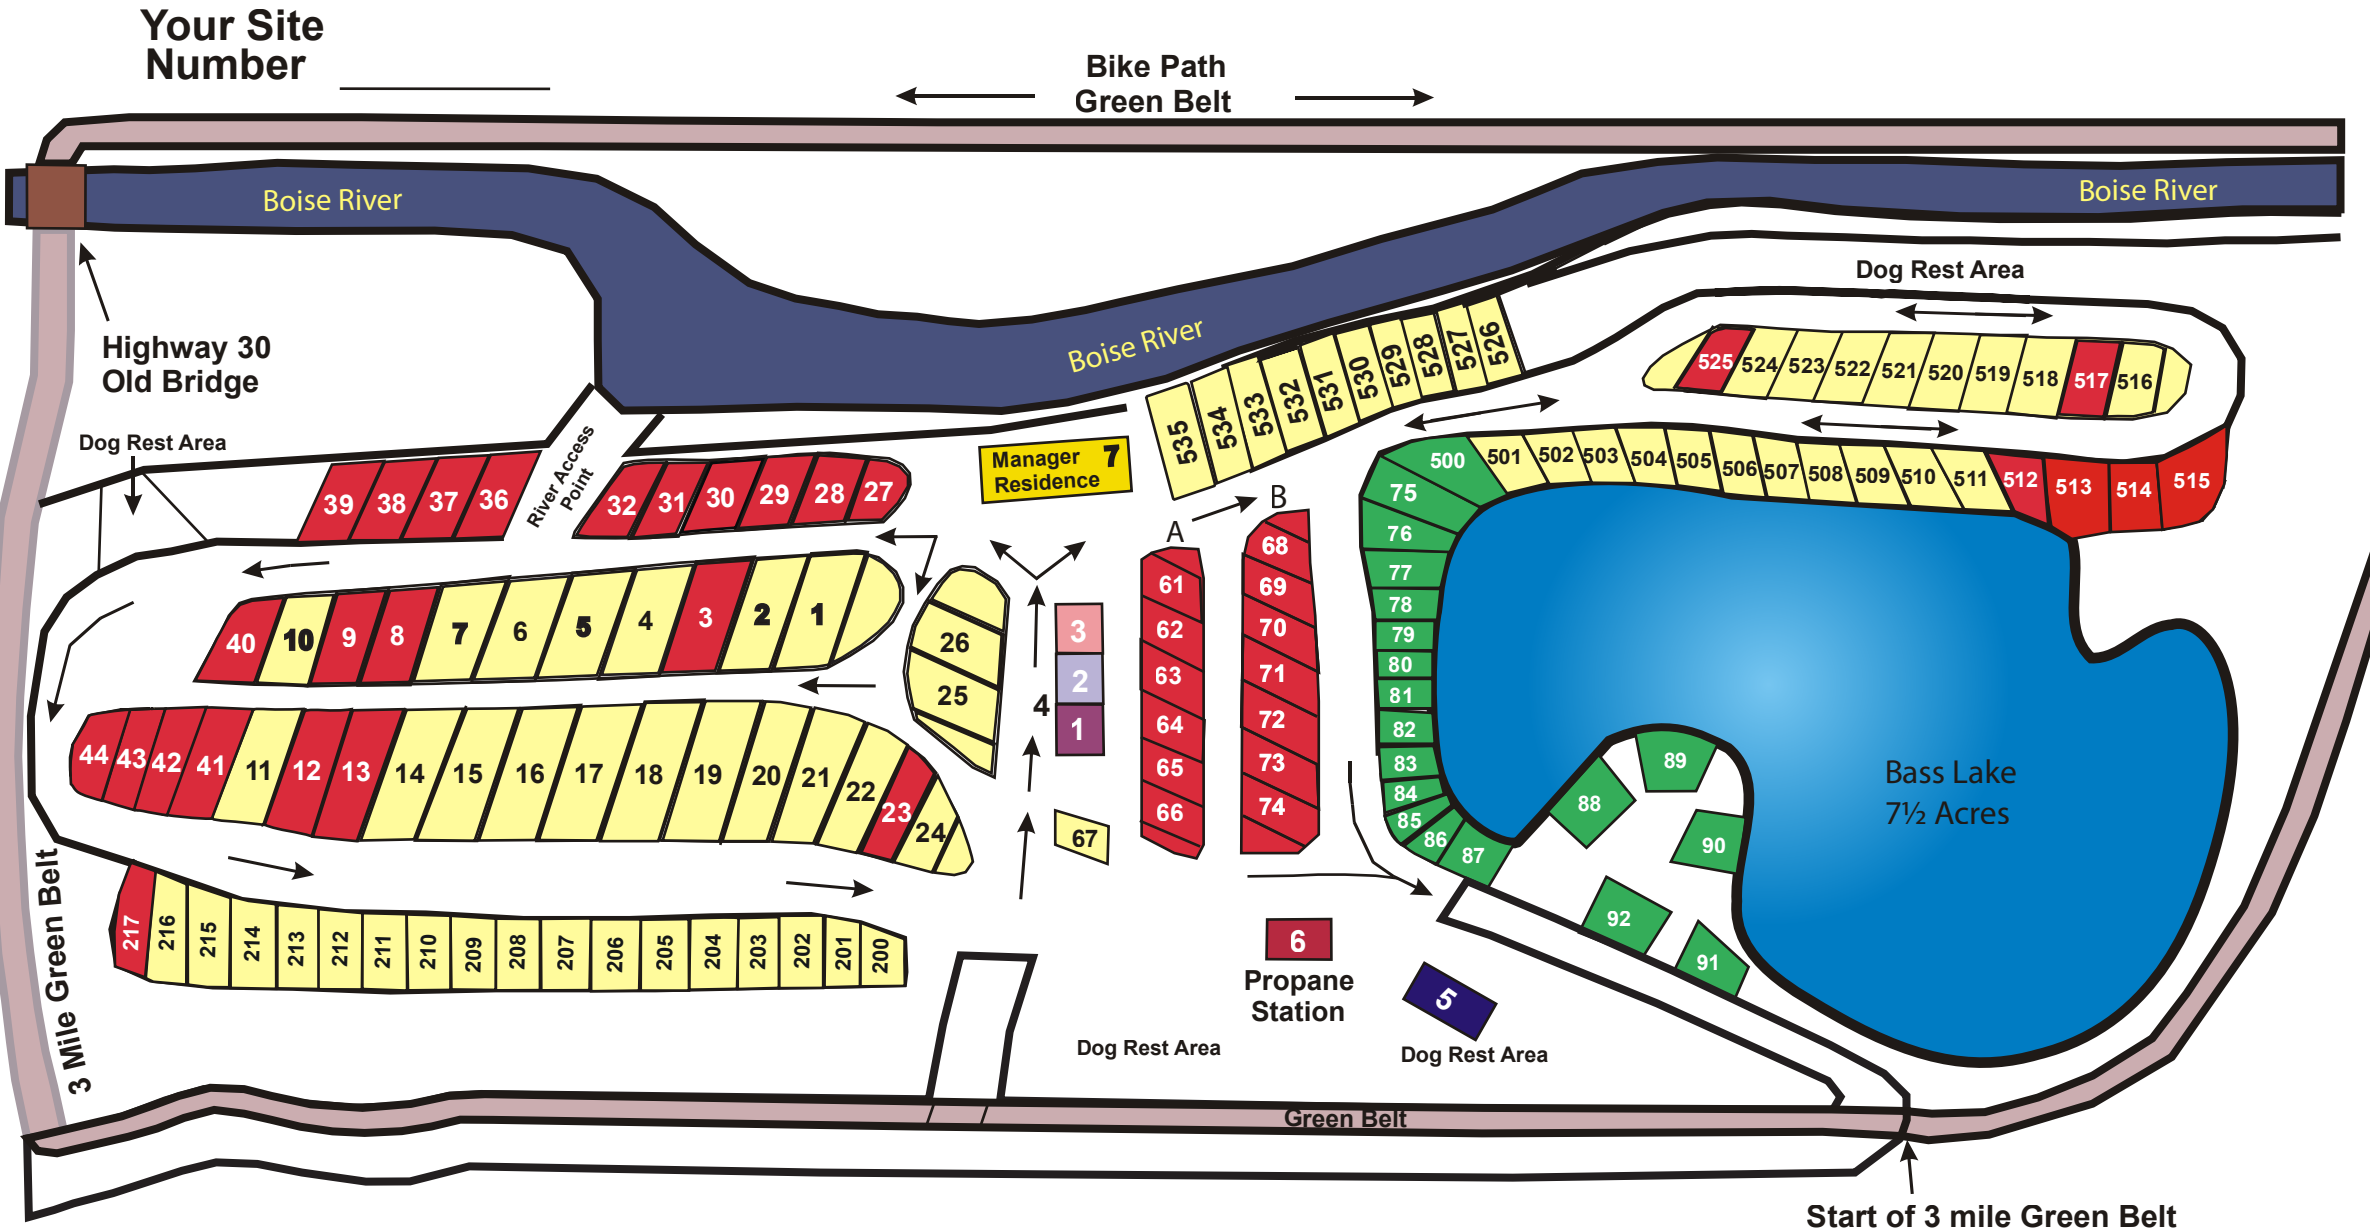 Your Site
Number
Bike Path
Green Belt
Boise River
Boise River
Boise River
Highway 30
Old Bridge
Dog Rest Area
Dog Rest Area
River Access
Point
Manager
Residence
7
535 534 533 532 531 530 529 528 527 526
525 524 523 522 521 520 519 518 517 516
500 501 502 503 504 505 506 507 508 509 510 511 512 513 514 515
39 38 37 36
32 31 30 29 28 27
40 10 9 8 7 6 5 4 3 2 1
26
25
44 43 42 41 11 12 13 14 15 16 17 18 19 20 21 22 23 24
217 216 215 214 213 212 211 210 209 208 207 206 205 204 203 202 201 200
3
2
1
4
67
A
61
62
63
64
65
66
B
68
69
70
71
72
73
74
75
76
77
78
79
80
81
82
83
84
85
86
87
88
89
90
92
91
Bass Lake
7½ Acres
6
Propane
Station
5
Dog Rest Area
Dog Rest Area
3 Mile Green Belt
Green Belt
Start of 3 mile Green Belt